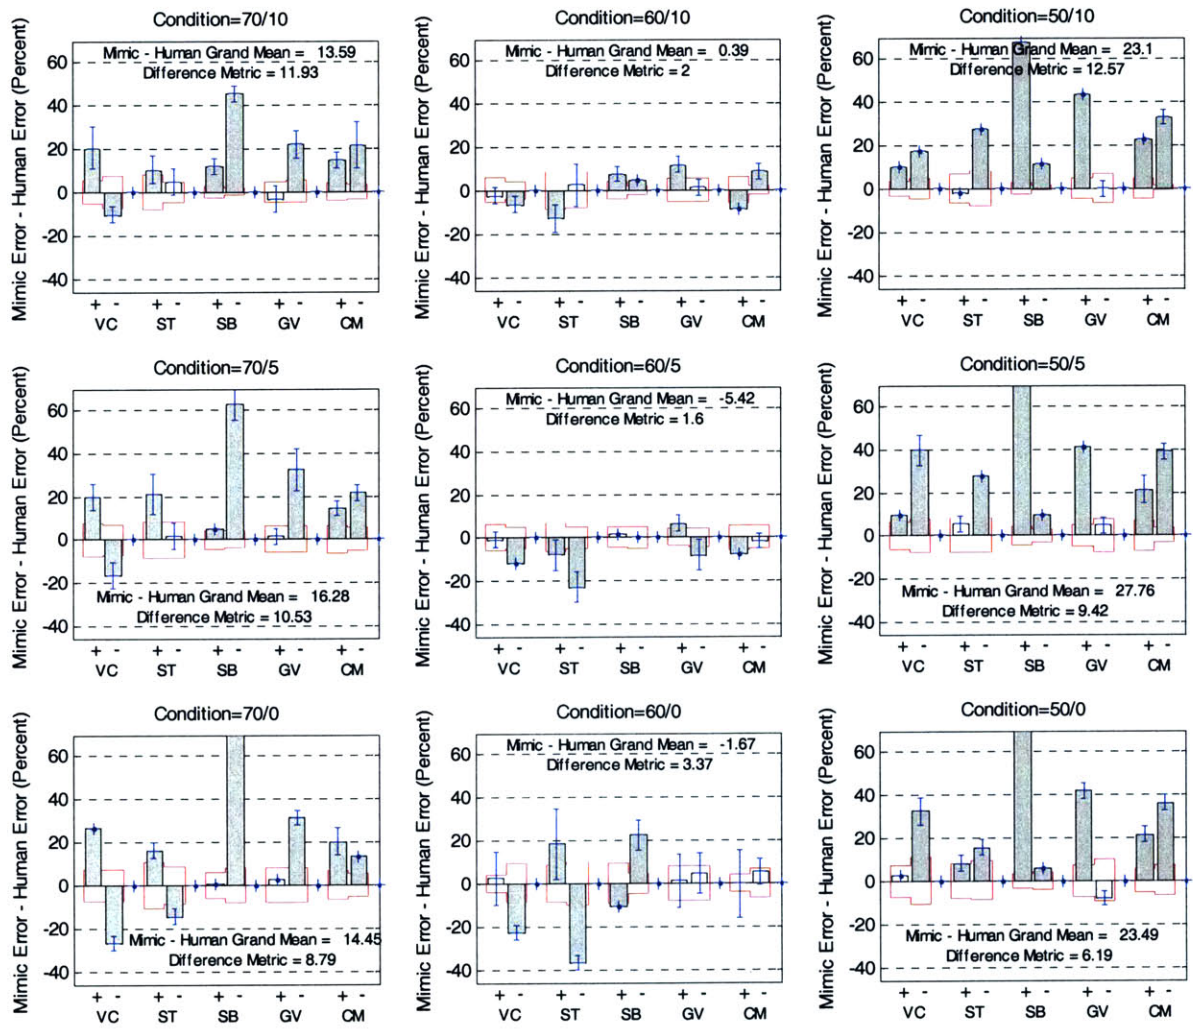 Condition=70/10
Mimic Error - Human Error (Percent)
Mimic - Human Grand Mean = 13.59
Difference Metric = 11.93
60
40
20
0
-20
-40
+ - + - + - + - + -
VC ST SB GV CM
Condition=60/10
Mimic Error - Human Error (Percent)
Mimic - Human Grand Mean = 0.39
Difference Metric = 2
60
40
20
0
-20
-40
+ - + - + - + - + -
VC ST SB GV CM
Condition=50/10
Mimic Error - Human Error (Percent)
Mimic - Human Grand Mean = 23.1
Difference Metric = 12.57
60
40
20
0
-20
-40
+ - + - + - + - + -
VC ST SB GV CM
Condition=70/5
Mimic Error - Human Error (Percent)
60
40
20
0
-20
-40
Mimic - Human Grand Mean = 16.28
Difference Metric = 10.53
+ - + - + - + - + -
VC ST SB GV CM
Condition=60/5
Mimic Error - Human Error (Percent)
Mimic - Human Grand Mean = -5.42
Difference Metric = 1.6
60
40
20
0
-20
-40
+ - + - + - + - + -
VC ST SB GV CM
Condition=50/5
Mimic Error - Human Error (Percent)
60
40
20
0
-20
-40
Mimic - Human Grand Mean = 27.76
Difference Metric = 9.42
+ - + - + - + - + -
VC ST SB GV CM
Condition=70/0
Mimic Error - Human Error (Percent)
60
40
20
0
-20
-40
Mimic - Human Grand Mean = 14.45
Difference Metric = 8.79
+ - + - + - + - + -
VC ST SB GV CM
Condition=60/0
Mimic Error - Human Error (Percent)
Mimic - Human Grand Mean = -1.67
Difference Metric = 3.37
60
40
20
0
-20
-40
+ - + - + - + - + -
VC ST SB GV CM
Condition=50/0
Mimic Error - Human Error (Percent)
60
40
20
0
-20
-40
Mimic - Human Grand Mean = 23.49
Difference Metric = 6.19
+ - + - + - + - + -
VC ST SB GV CM